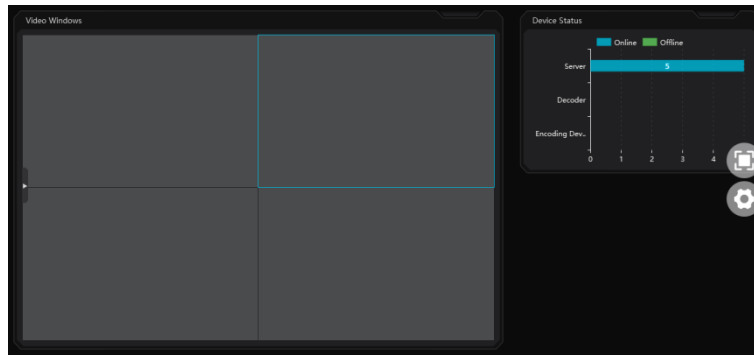 Video Windows
Device Status
Online Offline
Server 5
Decoder
Encoding Dev..
0 1 2 3 4